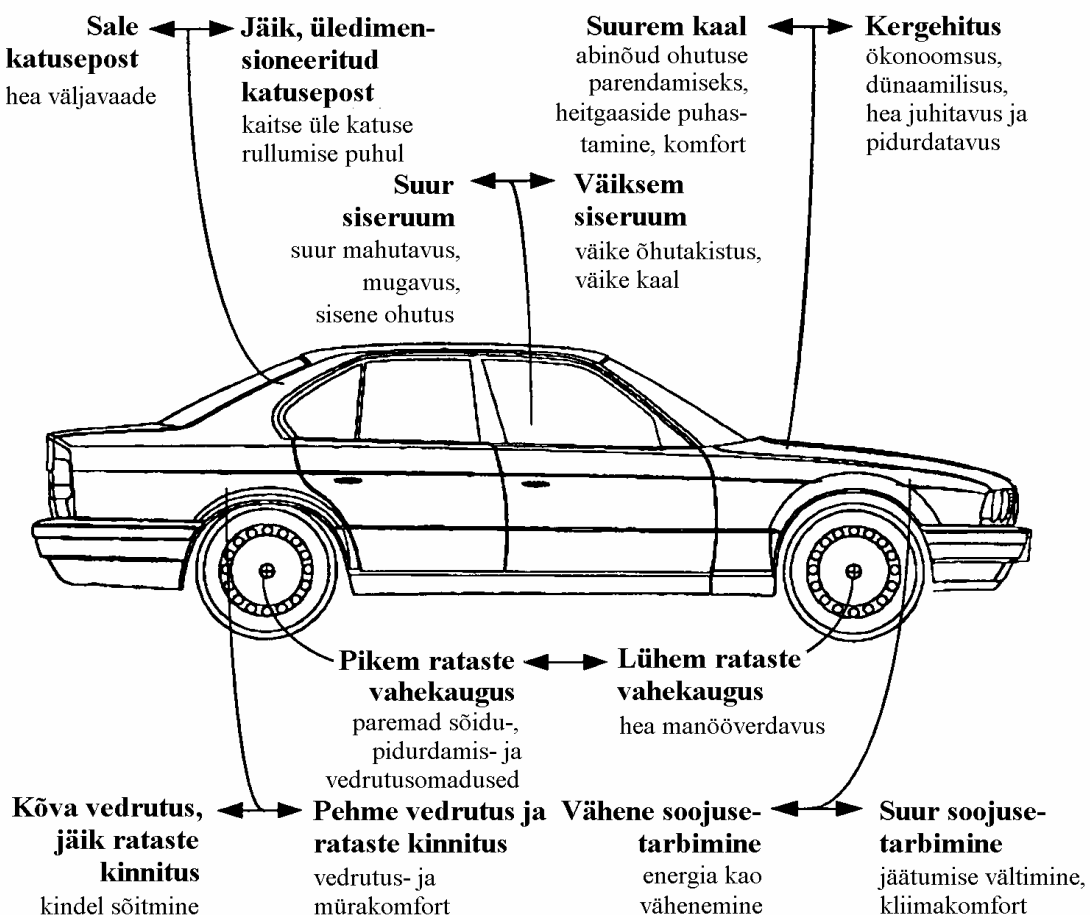 Sale
katusepost
hea väljavaade
Jäik, üledimen-
sioneeritud
katusepost
kaitse üle katuse
rullumise puhul
Suurem kaal
abinõud ohutuse
parendamiseks,
heitgaaside puhas-
tamine, komfort
Kergehitus
ökonoomsus,
dünaamilisus,
hea juhitavus ja
pidurdatavus
Suur
siseruum
suur mahutavus,
mugavus,
sisene ohutus
Väiksem
siseruum
väike õhutakistus,
väike kaal
Pikem rataste
vahekaugus
paremad sõidu-,
pidurdamis- ja
vedrutusomadused
Lühem rataste
vahekaugus
hea manööverdavus
Kõva vedrutus,
jäik rataste
kinnitus
kindel sõitmine
Pehme vedrutus ja
rataste kinnitus
vedrutus- ja
mürakomfort
Vähene soojuse-
tarbimine
energia kao
vähenemine
Suur soojuse-
tarbimine
jäätumise vältimine,
kliimakomfort